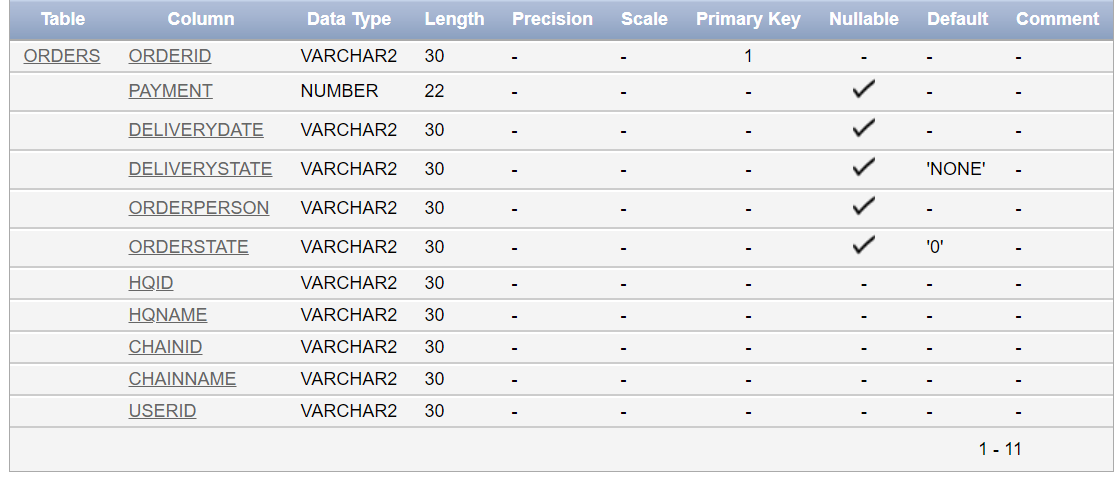 Table Column Data Type Length Precision Scale Primary Key Nullable Default Comment
ORDERS ORDERID VARCHAR2 30 - - 1 - - -
PAYMENT NUMBER 22 - - - ✓ - -
DELIVERYDATE VARCHAR2 30 - - - ✓ - -
DELIVERYSTATE VARCHAR2 30 - - - ✓ 'NONE' -
ORDERPERSON VARCHAR2 30 - - - ✓ - -
ORDERSTATE VARCHAR2 30 - - - ✓ '0' -
HQID VARCHAR2 30 - - - - - -
HQNAME VARCHAR2 30 - - - - - -
CHAINID VARCHAR2 30 - - - - - -
CHAINNAME VARCHAR2 30 - - - - - -
USERID VARCHAR2 30 - - - - - -
1 - 11